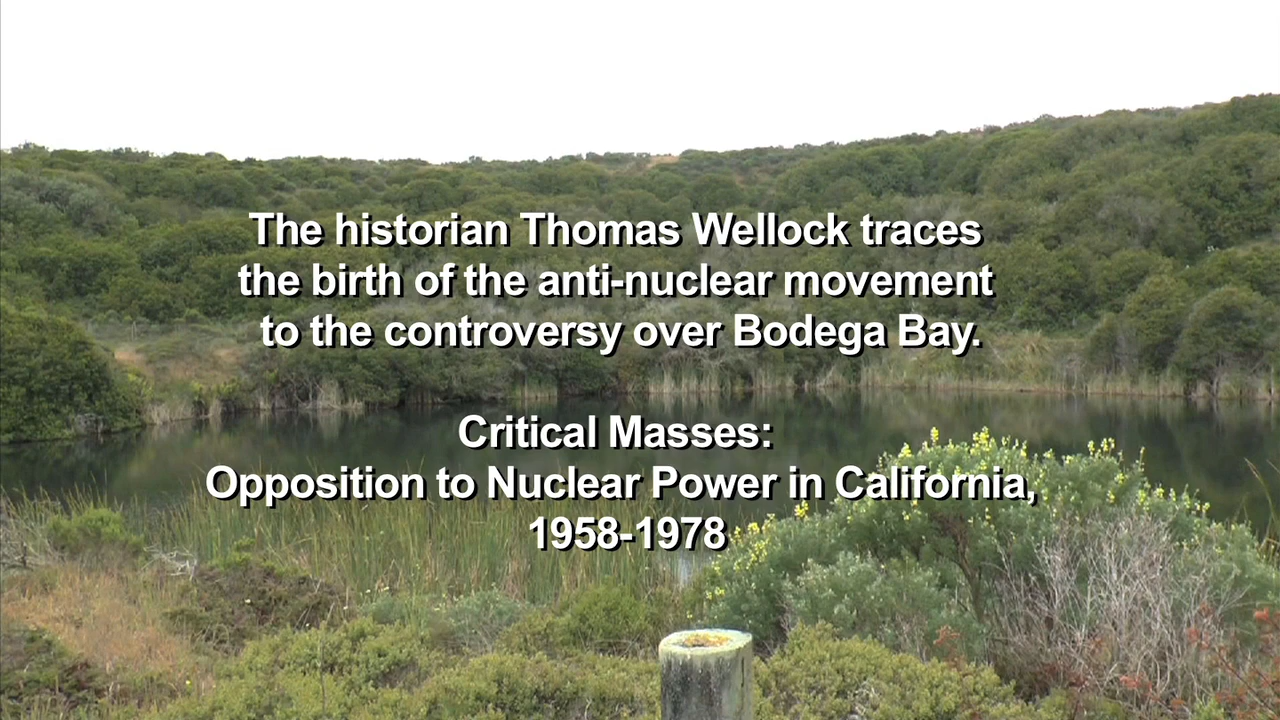 The historian Thomas Wellock traces
the birth of the anti-nuclear movement
to the controversy over Bodega Bay.
Critical Masses:
Opposition to Nuclear Power in California,
1958-1978